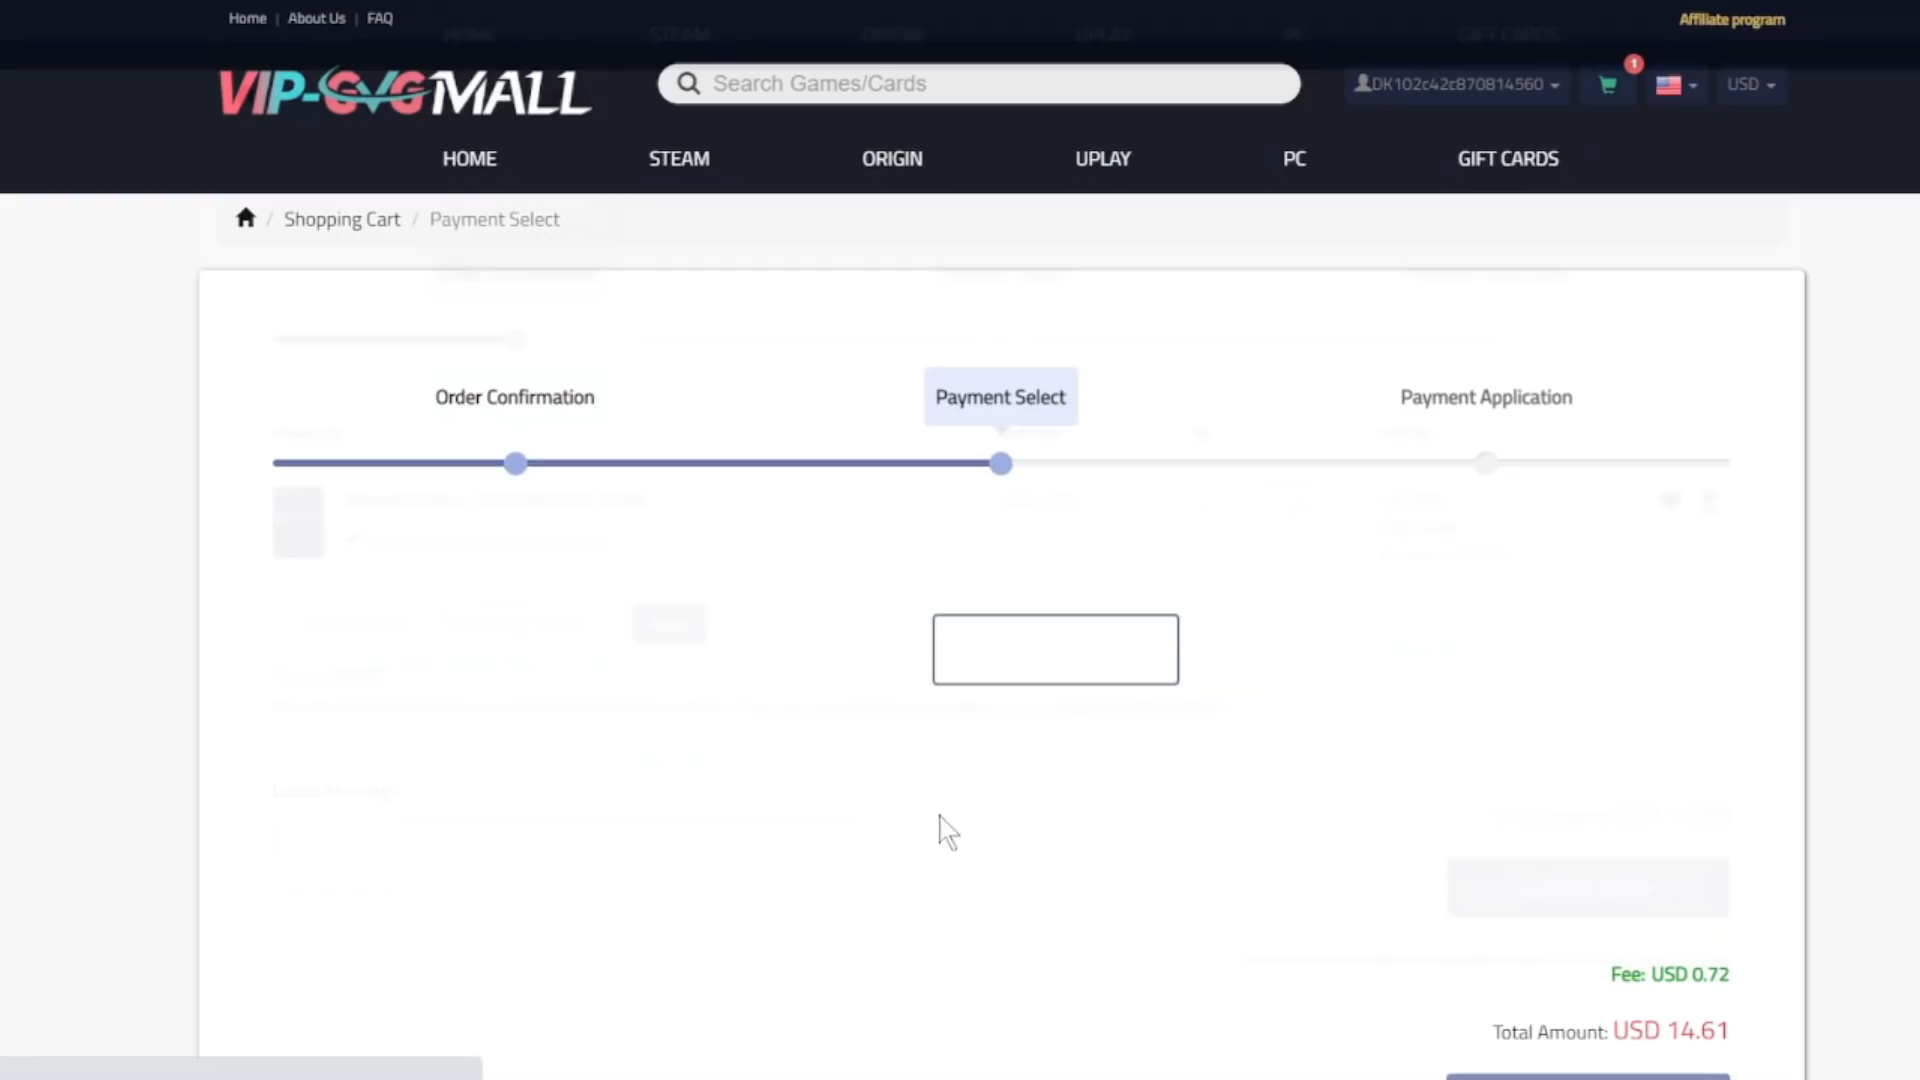 Home | About Us | FAQ
Affiliate program
VIP-GVGMALL
Search Games/Cards
DK102c42c870814560
1
USD
HOME
STEAM
ORIGIN
UPLAY
PC
GIFT CARDS
/ Shopping Cart / Payment Select
Order Confirmation
Payment Select
Payment Application
Fee: USD 0.72
Total Amount: USD 14.61